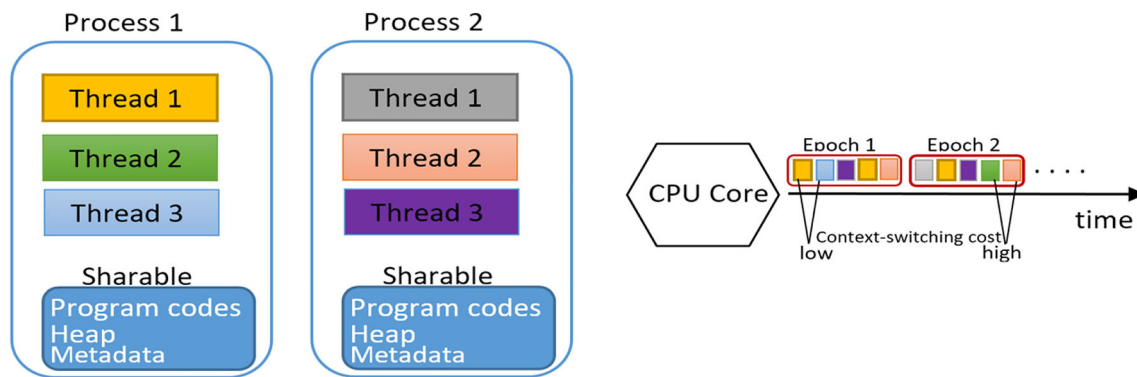 Process 1
Thread 1
Thread 2
Thread 3
Sharable
Program codes
Heap
Metadata
Process 2
Thread 1
Thread 2
Thread 3
Sharable
Program codes
Heap
Metadata
CPU Core
Epoch 1
Epoch 2
. . . .
time
Context-switching cost
low
high